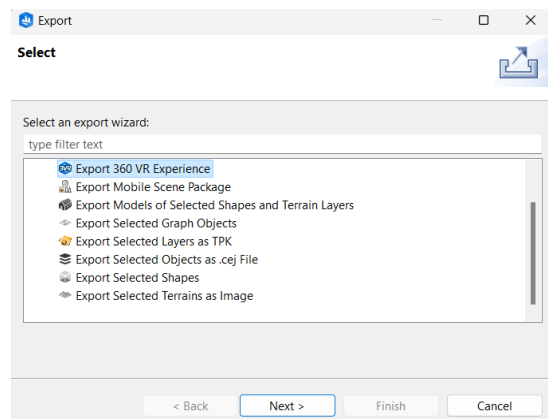 Export
Select
Select an export wizard:
type filter text
Export 360 VR Experience
Export Mobile Scene Package
Export Models of Selected Shapes and Terrain Layers
Export Selected Graph Objects
Export Selected Layers as TPK
Export Selected Objects as .cej File
Export Selected Shapes
Export Selected Terrains as Image
< Back Next > Finish Cancel